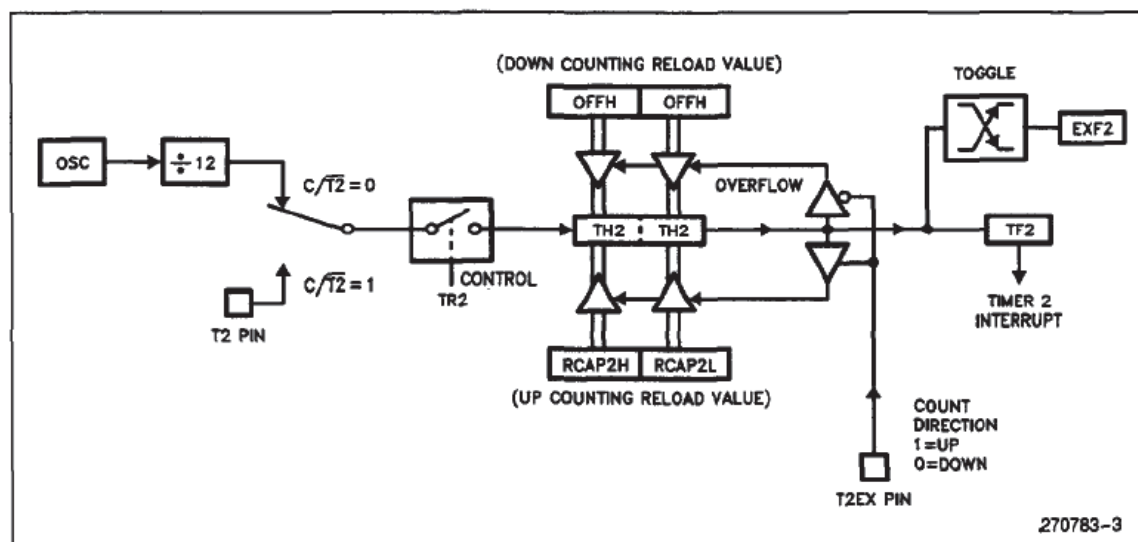 (DOWN COUNTING RELOAD VALUE)
OFFH OFFH
TOGGLE
EXF2
OSC
÷12
C/T2̅=0
OVERFLOW
TH2 TH2
TF2
CONTROL
TR2
C/T2̅=1
T2 PIN
TIMER 2
INTERRUPT
RCAP2H RCAP2L
(UP COUNTING RELOAD VALUE)
COUNT
DIRECTION
1=UP
0=DOWN
T2EX PIN
270783-3